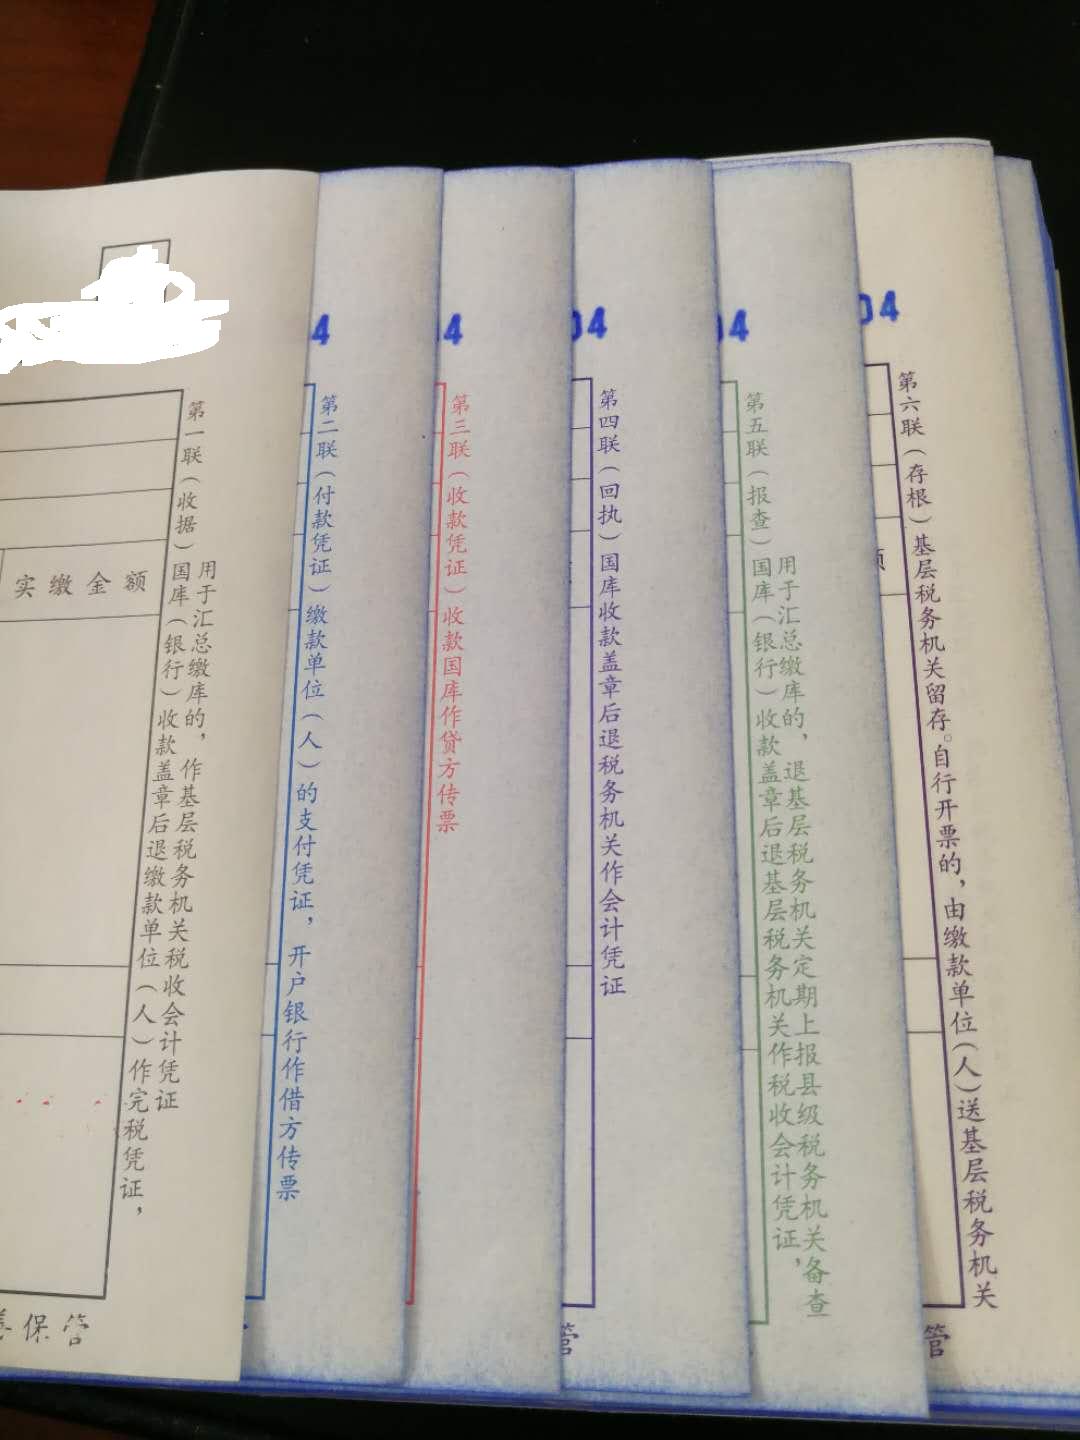 实缴金额
第一联（收据）国库（银行）收款盖章后退缴款单位（人）作完税凭证，
用于汇总缴库的，作基层税务机关税收会计凭证
善保管
4
第二联（付款凭证）缴款单位（人）的支付凭证，开户银行作借方传票
4
第三联（收款凭证）收款国库作贷方传票
04
第四联（回执）国库收款盖章后退税务机关作会计凭证
管
04
第五联（报查）国库（银行）收款盖章后退基层税务机关作税收会计凭证，
用于汇总缴库的，退基层税务机关定期上报县级税务机关备查
04
额
第六联（存根）基层税务机关留存。自行开票的，由缴款单位（人）送基层税务机关
管